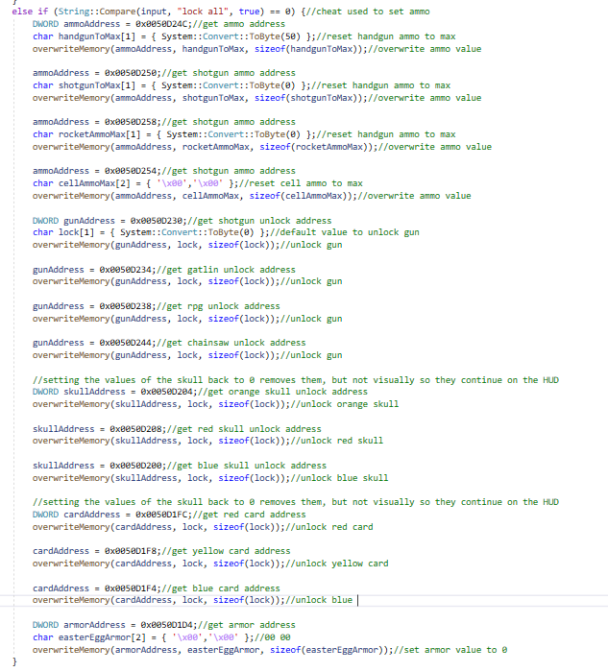 }
else if (String::Compare(input, "lock all", true) == 0) {//cheat used to set ammo
DWORD ammoAddress = 0x0050D24C;//get ammo address
char handgunToMax[1] = { System::Convert::ToByte(50) };//reset handgun ammo to max
overwriteMemory(ammoAddress, handgunToMax, sizeof(handgunToMax));//overwrite ammo value
ammoAddress = 0x0050D250;//get shotgun ammo address
char shotgunToMax[1] = { System::Convert::ToByte(0) };//reset handgun ammo to max
overwriteMemory(ammoAddress, shotgunToMax, sizeof(shotgunToMax));//overwrite ammo value
ammoAddress = 0x0050D258;//get shotgun ammo address
char rocketAmmoMax[1] = { System::Convert::ToByte(0) };//reset handgun ammo to max
overwriteMemory(ammoAddress, rocketAmmoMax, sizeof(rocketAmmoMax));//overwrite ammo value
ammoAddress = 0x0050D254;//get shotgun ammo address
char cellAmmoMax[2] = { '\x00','\x00' };//reset cell ammo to max
overwriteMemory(ammoAddress, cellAmmoMax, sizeof(cellAmmoMax));//overwrite ammo value
DWORD gunAddress = 0x0050D230;//get shotgun unlock address
char lock[1] = { System::Convert::ToByte(0) };//default value to unlock gun
overwriteMemory(gunAddress, lock, sizeof(lock));//unlock gun
gunAddress = 0x0050D234;//get gatlin unlock address
overwriteMemory(gunAddress, lock, sizeof(lock));//unlock gun
gunAddress = 0x0050D238;//get rpg unlock address
overwriteMemory(gunAddress, lock, sizeof(lock));//unlock gun
gunAddress = 0x0050D244;//get chainsaw unlock address
overwriteMemory(gunAddress, lock, sizeof(lock));//unlock gun
//setting the values of the skull back to 0 removes them, but not visually so they continue on the HUD
DWORD skullAddress = 0x0050D204;//get orange skull unlock address
overwriteMemory(skullAddress, lock, sizeof(lock));//unlock orange skull
skullAddress = 0x0050D208;//get red skull unlock address
overwriteMemory(skullAddress, lock, sizeof(lock));//unlock red skull
skullAddress = 0x0050D200;//get blue skull unlock address
overwriteMemory(skullAddress, lock, sizeof(lock));//unlock blue skull
//setting the values of the skull back to 0 removes them, but not visually so they continue on the HUD
DWORD cardAddress = 0x0050D1FC;//get red card address
overwriteMemory(cardAddress, lock, sizeof(lock));//unlock red card
cardAddress = 0x0050D1F8;//get yellow card address
overwriteMemory(cardAddress, lock, sizeof(lock));//unlock yellow card
cardAddress = 0x0050D1F4;//get blue card address
overwriteMemory(cardAddress, lock, sizeof(lock));//unlock blue
DWORD armorAddress = 0x0050D1D4;//get armor address
char easterEggArmor[2] = { '\x00','\x00' };//00 00
overwriteMemory(armorAddress, easterEggArmor, sizeof(easterEggArmor));//set armor value to 0
}